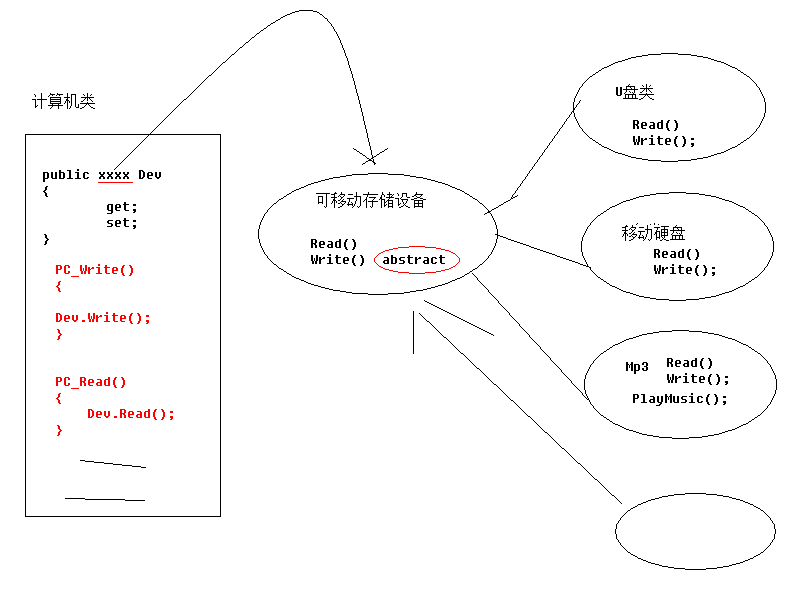 计算机类
public xxxx Dev
{
get;
set;
}
PC_Write()
{
Dev.Write();
}
PC_Read()
{
Dev.Read();
}
可移动存储设备
Read()
Write() abstract
U盘类
Read()
Write();
移动硬盘
Read()
Write();
Mp3 Read()
Write();
PlayMusic();